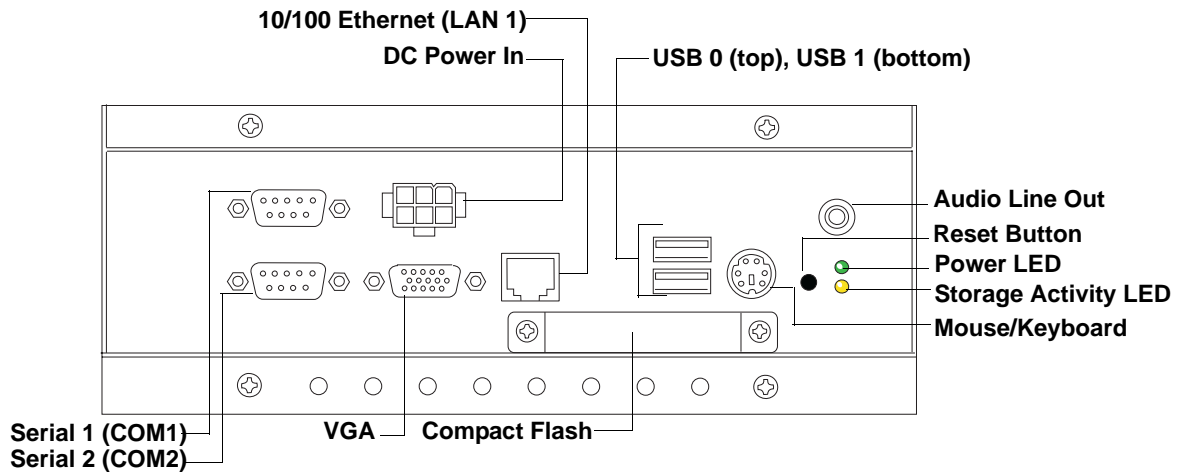 10/100 Ethernet (LAN 1)
DC Power In
USB 0 (top), USB 1 (bottom)
Audio Line Out
Reset Button
Power LED
Storage Activity LED
Mouse/Keyboard
Serial 1 (COM1)
VGA
Compact Flash
Serial 2 (COM2)